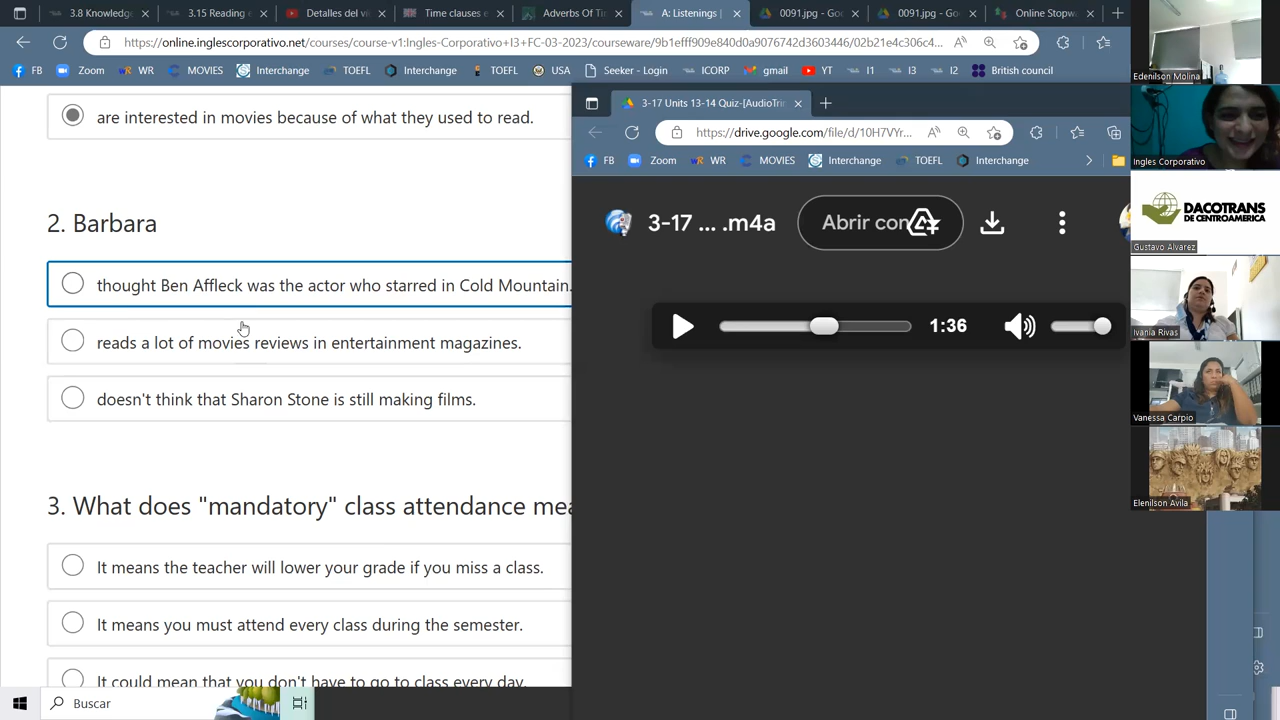 3.8 Knowledge
3.15 Reading e
Detalles del vi
Time clauses e
Adverbs Of Tir
A: Listenings |
0091.jpg - Goo
0091.jpg - Goo
Online Stopw
https://online.inglescorporativo.net/courses/course-v1:Ingles-Corporativo+I3+FC-03-2023/courseware/9b1efff909e840d0a9076742d3603446/02b21e4c306c4...
FB
Zoom
WR
MOVIES
Interchange
TOEFL
Interchange
TOEFL
USA
Seeker - Login
ICORP
gmail
YT
I1
I3
I2
British council
are interested in movies because of what they used to read.
2. Barbara
thought Ben Affleck was the actor who starred in Cold Mountain.
reads a lot of movies reviews in entertainment magazines.
doesn't think that Sharon Stone is still making films.
3. What does "mandatory" class attendance mea
It means the teacher will lower your grade if you miss a class.
It means you must attend every class during the semester.
It could mean that you don't have to go to class every day.
Buscar
3-17 Units 13-14 Quiz-[AudioTri
https://drive.google.com/file/d/10H7VYr...
FB
Zoom
WR
MOVIES
Interchange
TOEFL
Interchange
3-17 ... .m4a
Abrir con
1:36
Edenilson Molina
Ingles Corporativo
DACOTRANS
DE CENTROAMERICA
Gustavo Alvarez
Ivania Rivas
Vanessa Carpio
Elenilson Avila